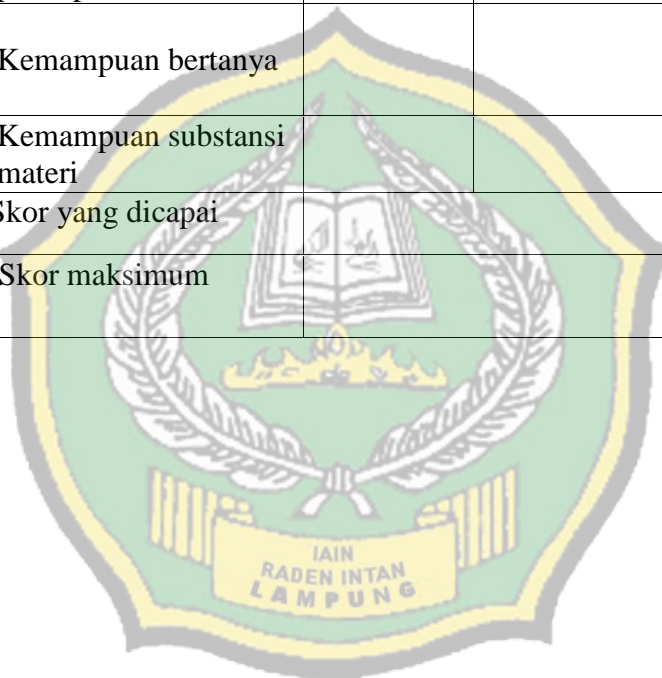 Kemampuan bertanya
Kemampuan substansi
materi
Skor yang dicapai
Skor maksimum
IAIN
RADEN INTAN
LAMPUNG